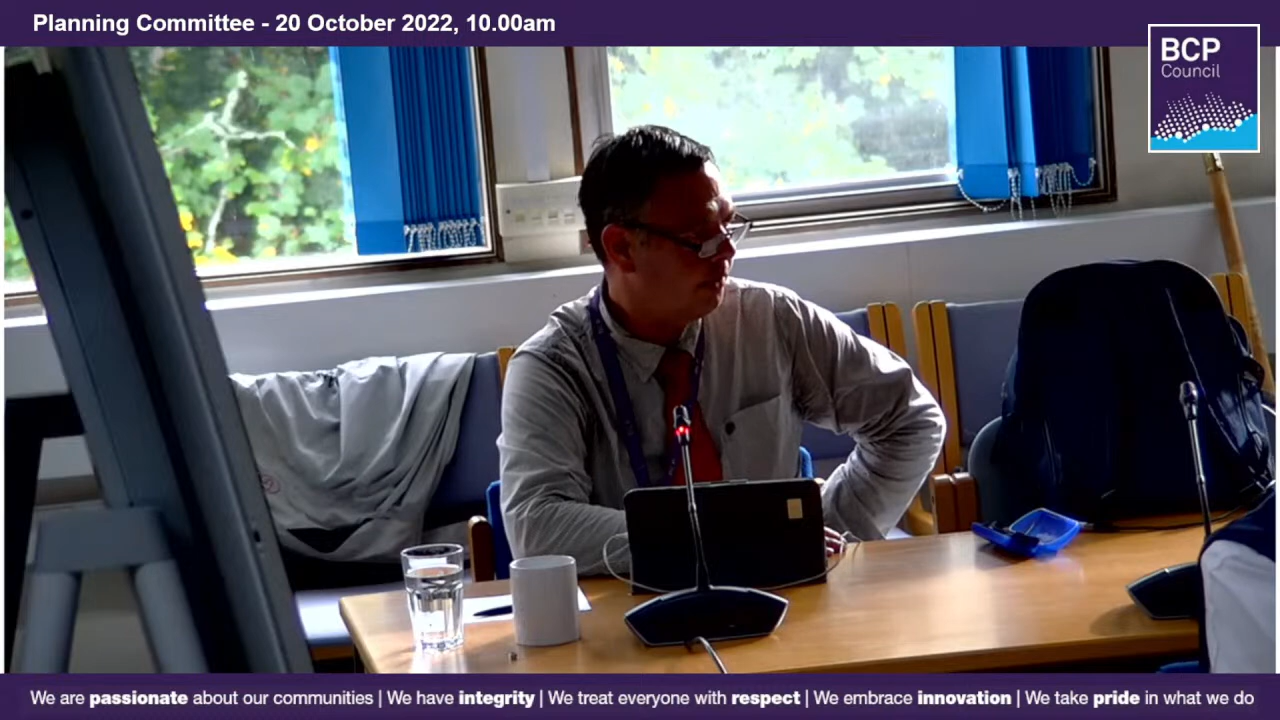 Planning Committee - 20 October 2022, 10.00am
BCP
Council
We are passionate about our communities | We have integrity | We treat everyone with respect | We embrace innovation | We take pride in what we do